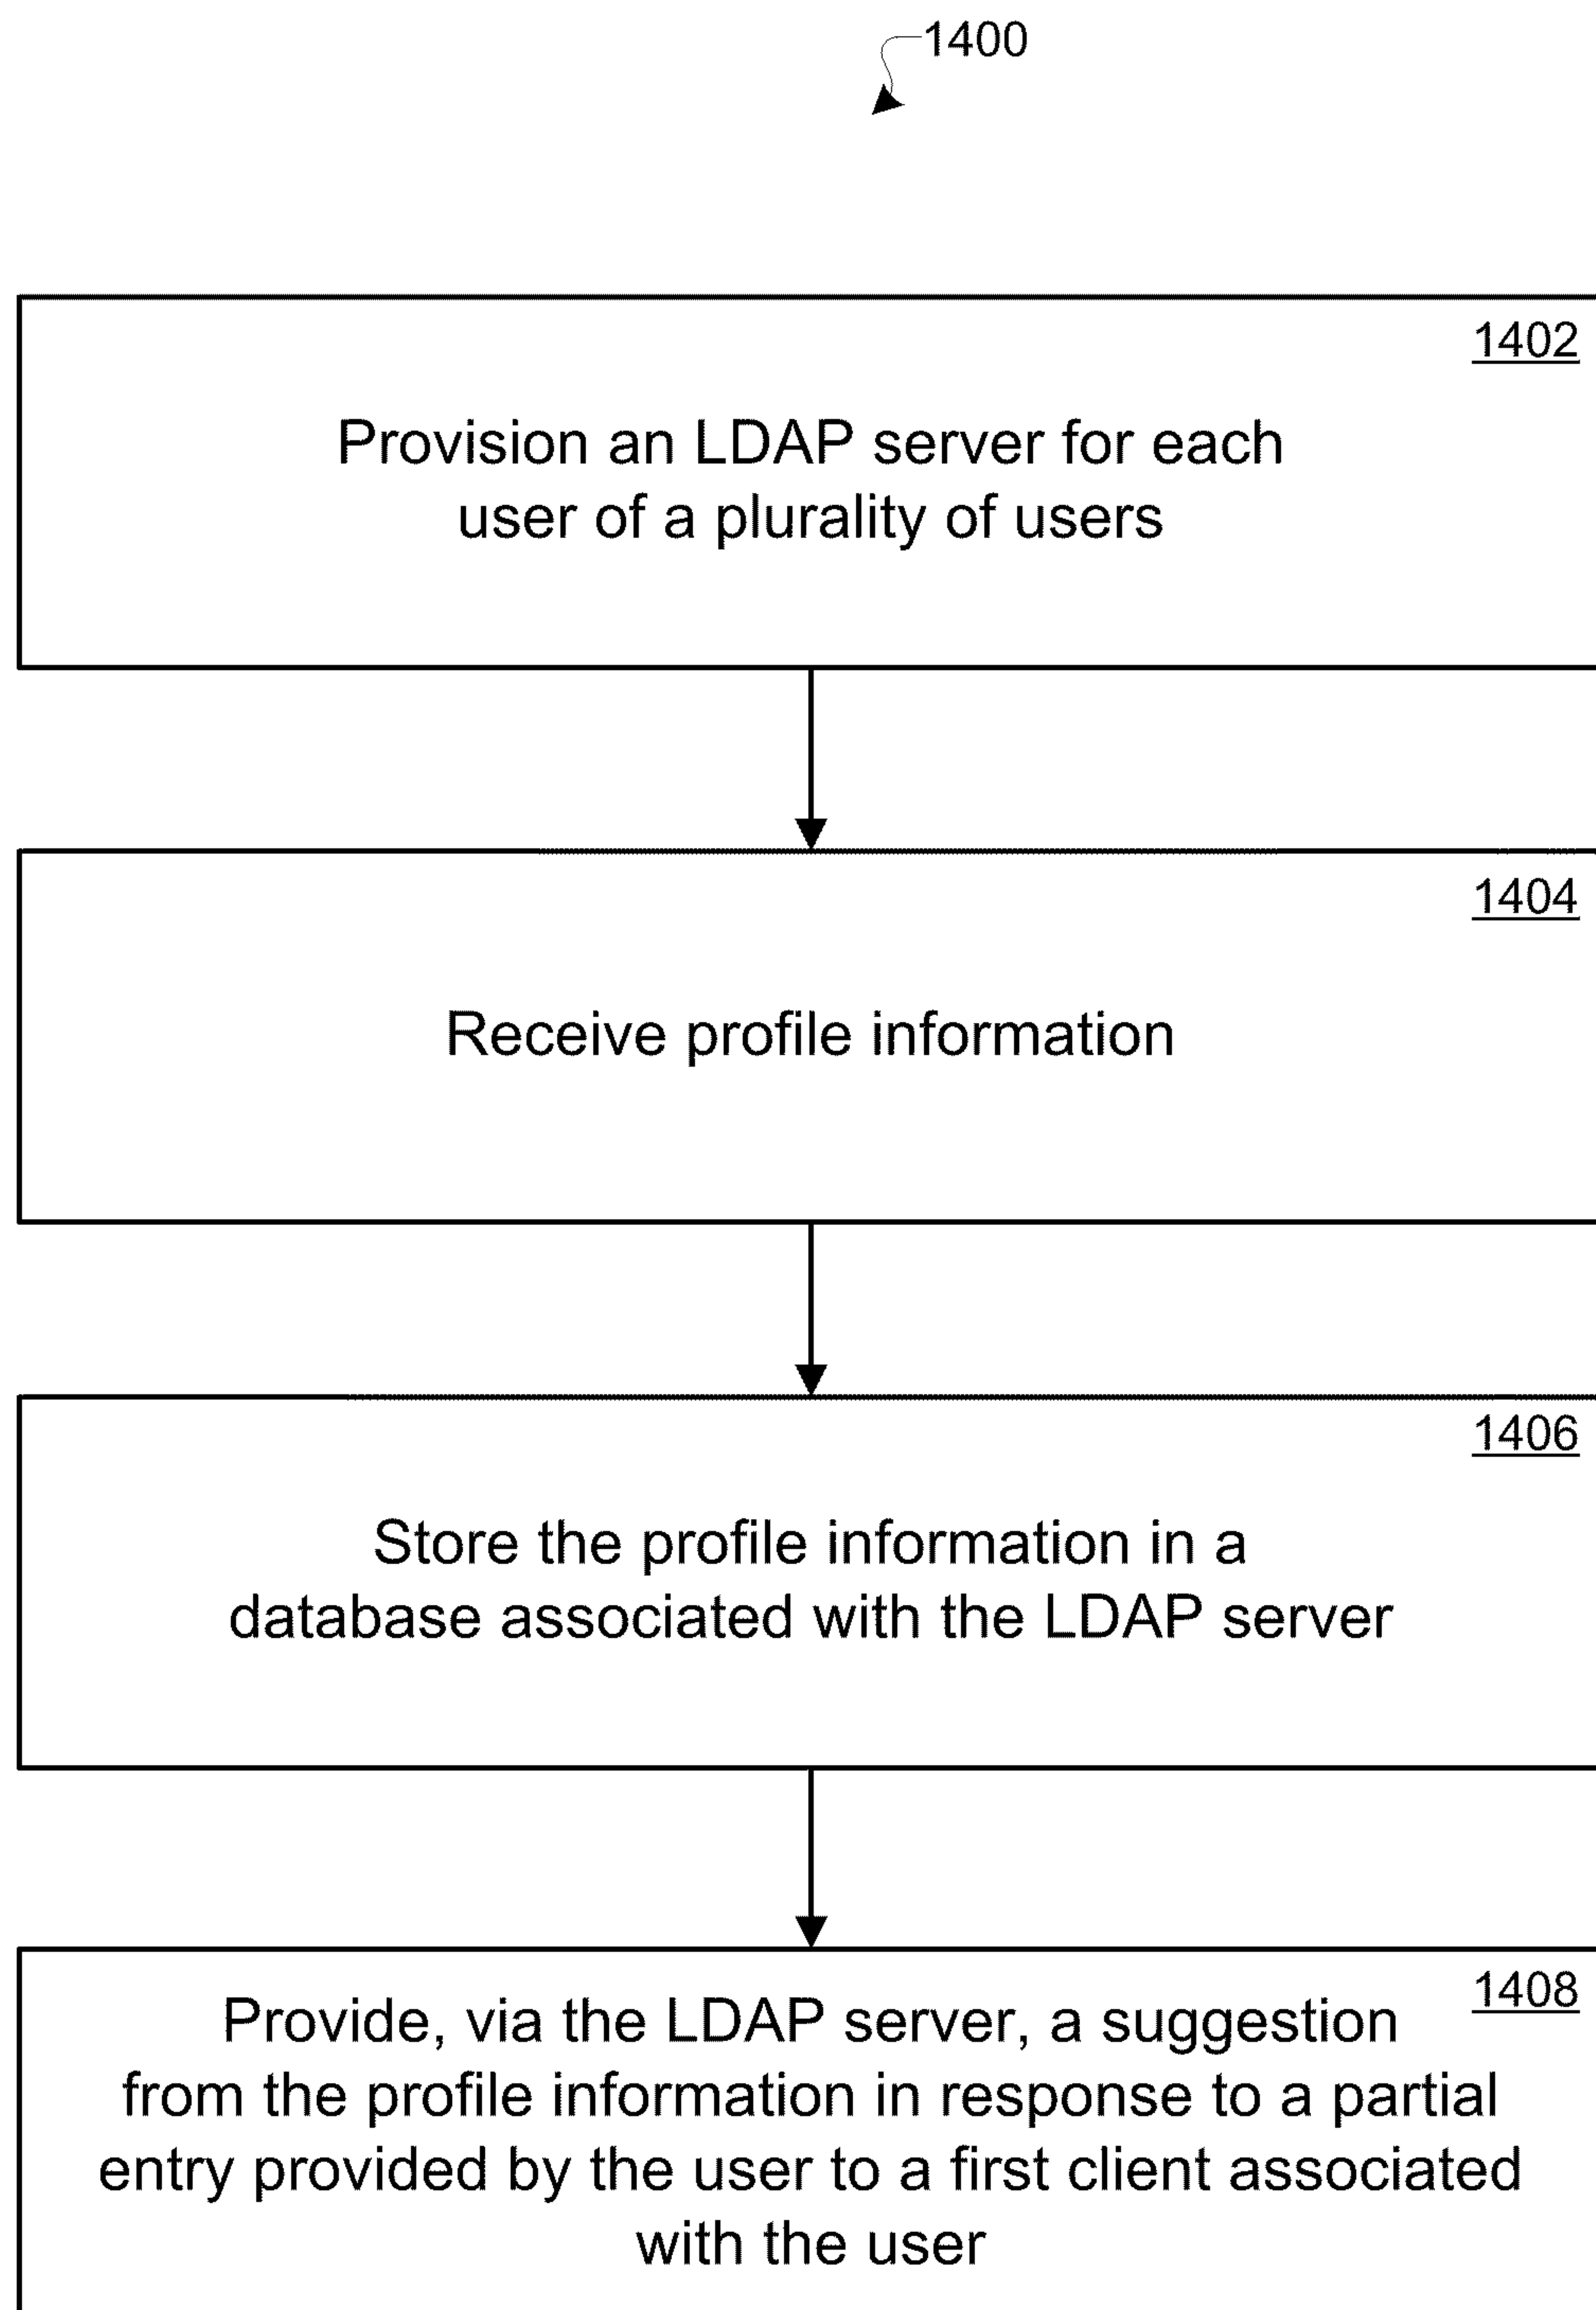 1400
1402
Provision an LDAP server for each
user of a plurality of users
1404
Receive profile information
1406
Store the profile information in a
database associated with the LDAP server
1408
Provide, via the LDAP server, a suggestion
from the profile information in response to a partial
entry provided by the user to a first client associated
with the user